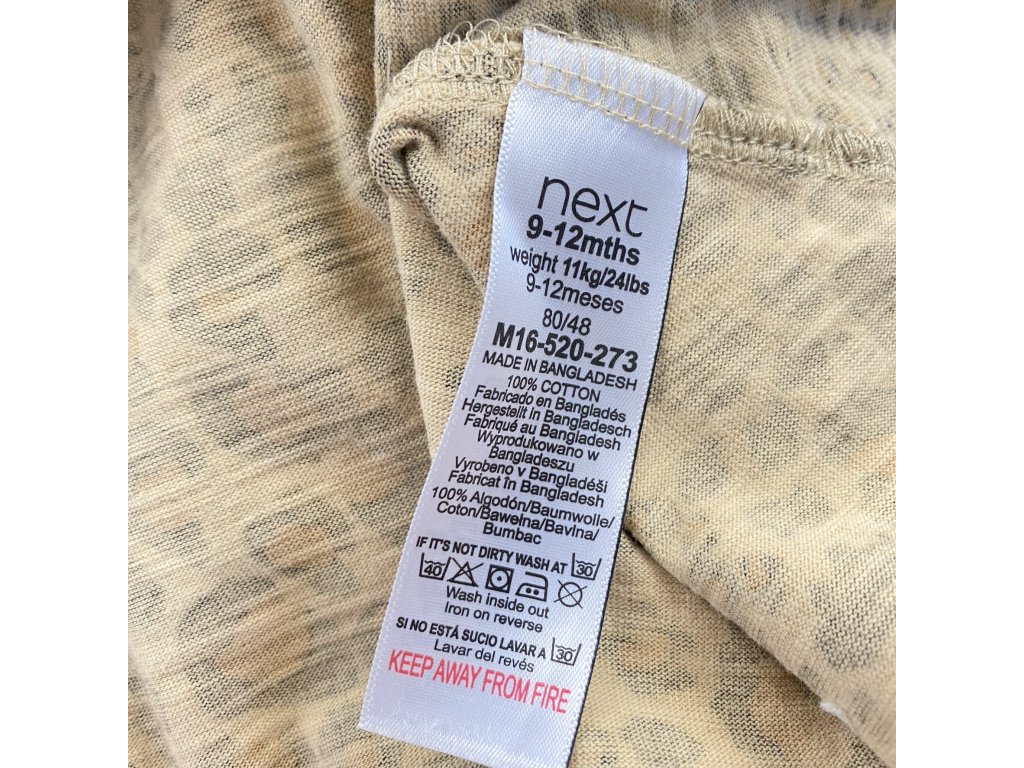 next
9-12mths
weight 11kg/24lbs
9-12meses
80/48
M16-520-273
MADE IN BANGLADESH
100% COTTON
Fabricado en Bangladés
Hergestellt in Bangladesch
Fabriqué au Bangladesh
Wyprodukowano w
Bangladeszu
Vyrobeno v Bangladéši
Fabricat în Bangladesh
100% Algodón/Baumwolle/
Coton/Bawełna/Bavlna/
Bumbac
IF IT'S NOT DIRTY WASH AT 30
40
Wash inside out
Iron on reverse
SI NO ESTÁ SUCIO LAVAR A 30
Lavar del revés
KEEP AWAY FROM FIRE